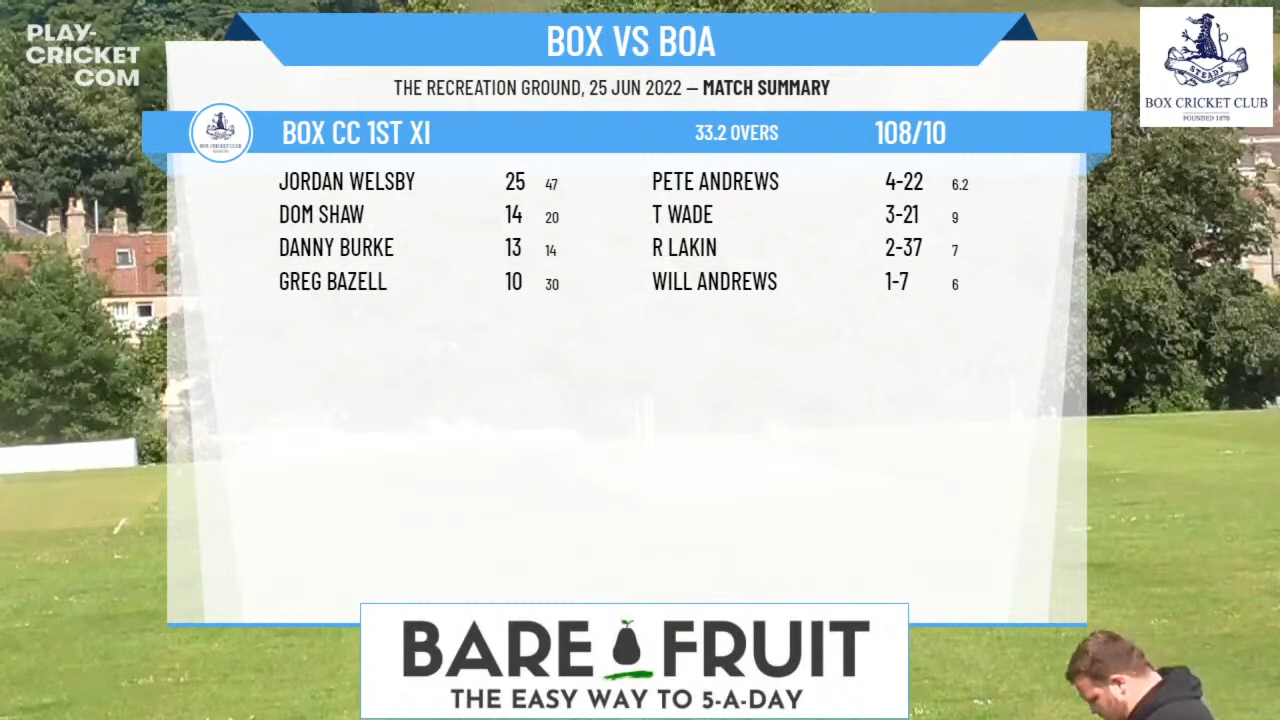 PLAY-
CRICKET
COM
BOX VS BOA
THE RECREATION GROUND, 25 JUN 2022 – MATCH SUMMARY
STEADY
BOX CRICKET CLUB
FOUNDED 1870
BOX CC 1ST XI 33.2 OVERS 108/10
JORDAN WELSBY 25 47 PETE ANDREWS 4-22 6.2
DOM SHAW 14 20 T WADE 3-21 9
DANNY BURKE 13 14 R LAKIN 2-37 7
GREG BAZELL 10 30 WILL ANDREWS 1-7 6
BARE FRUIT
THE EASY WAY TO 5-A-DAY